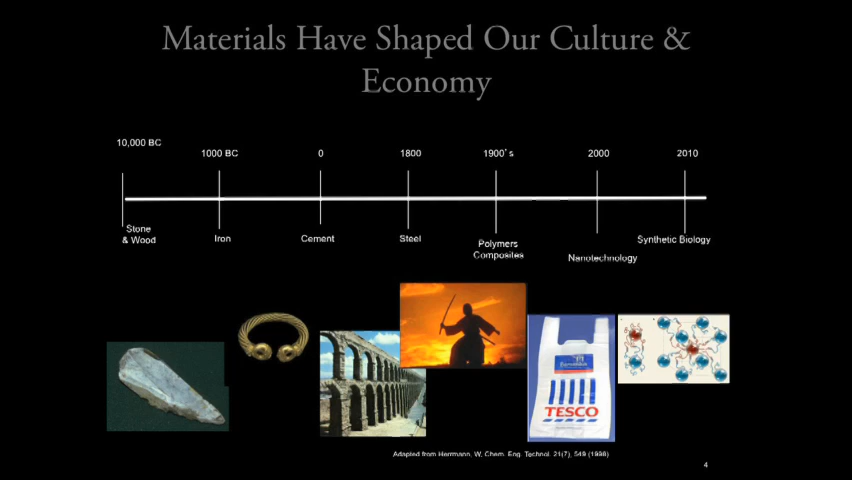 Materials Have Shaped Our Culture &
Economy
10,000 BC
1000 BC
0
1800
1900's
2000
2010
Stone
& Wood
Iron
Cement
Steel
Polymers
Composites
Nanotechnology
Synthetic Biology
TESCO
Adapted from Herrmann, W, Chem. Eng. Technol. 21(7), 549 (1998)
4